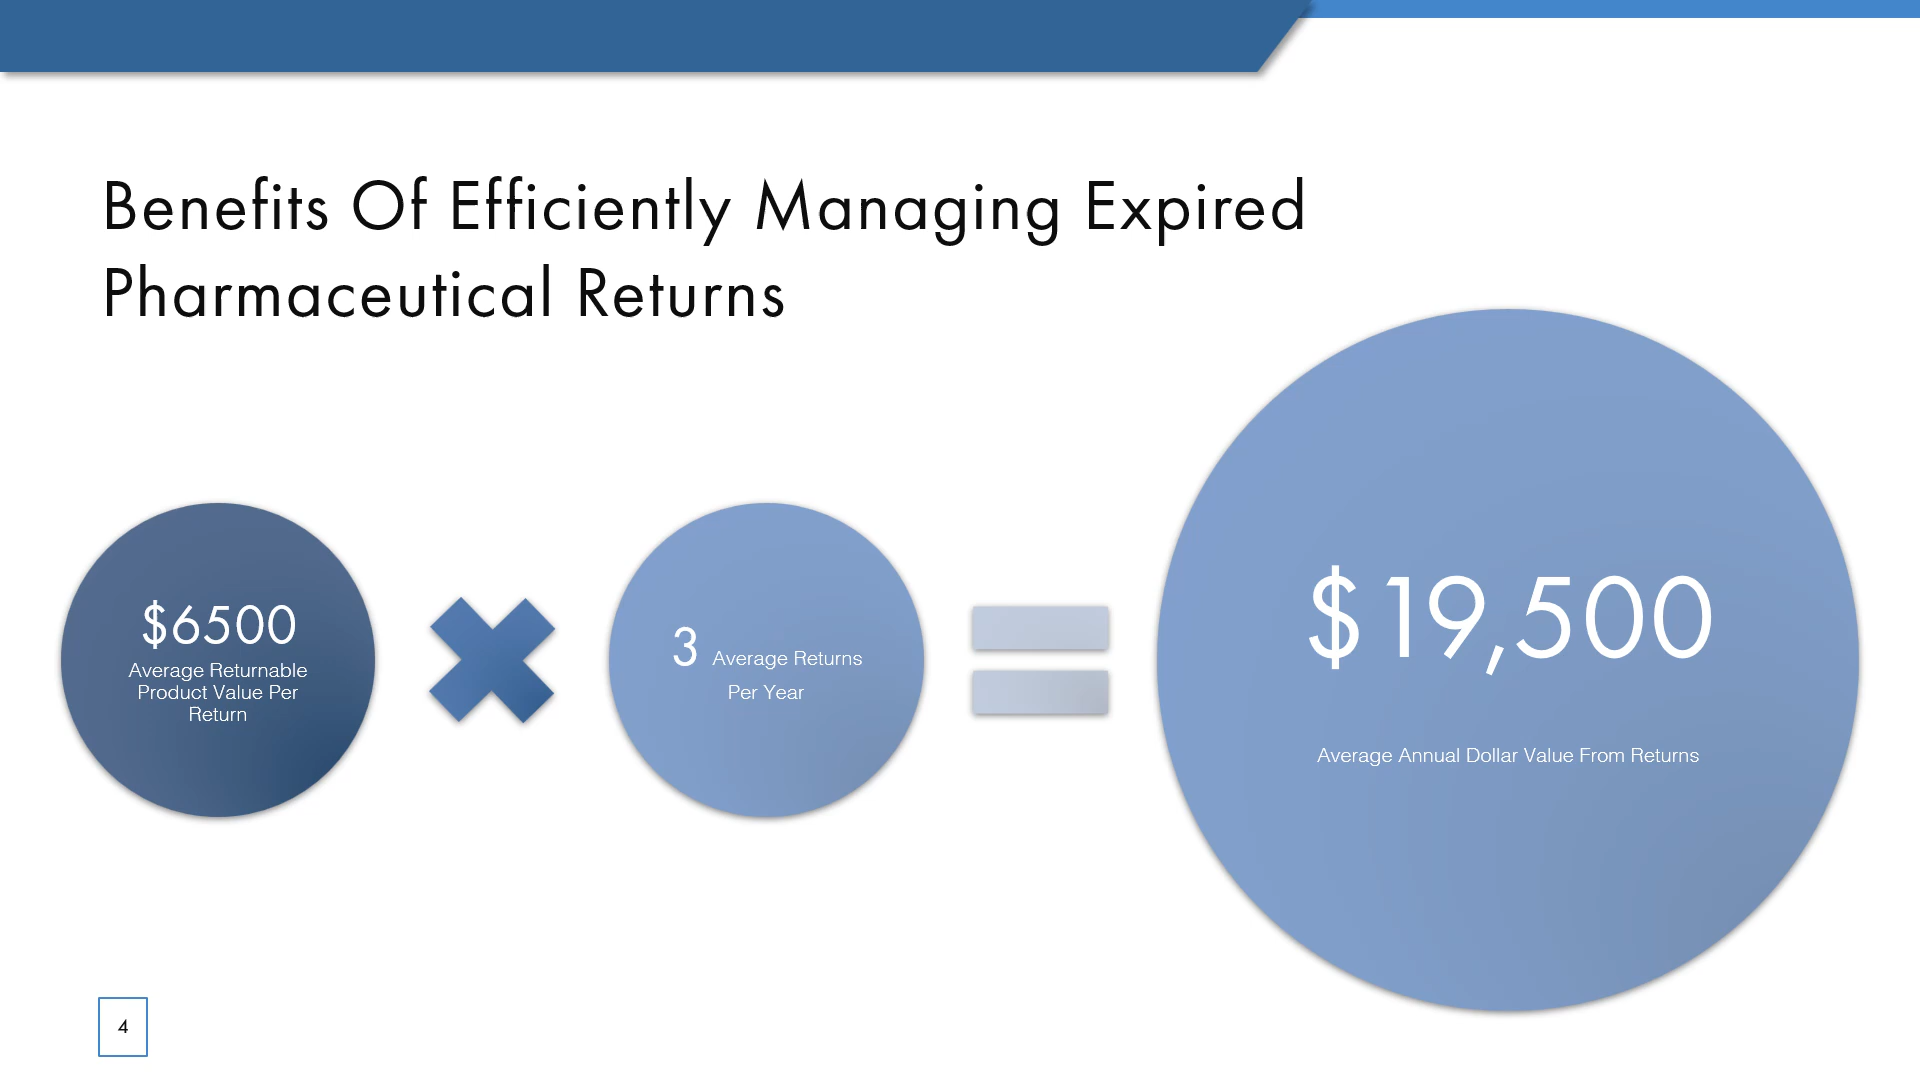 Benefits Of Efficiently Managing Expired
Pharmaceutical Returns
$6500
Average Returnable
Product Value Per
Return
3 Average Returns
Per Year
$19,500
Average Annual Dollar Value From Returns
4